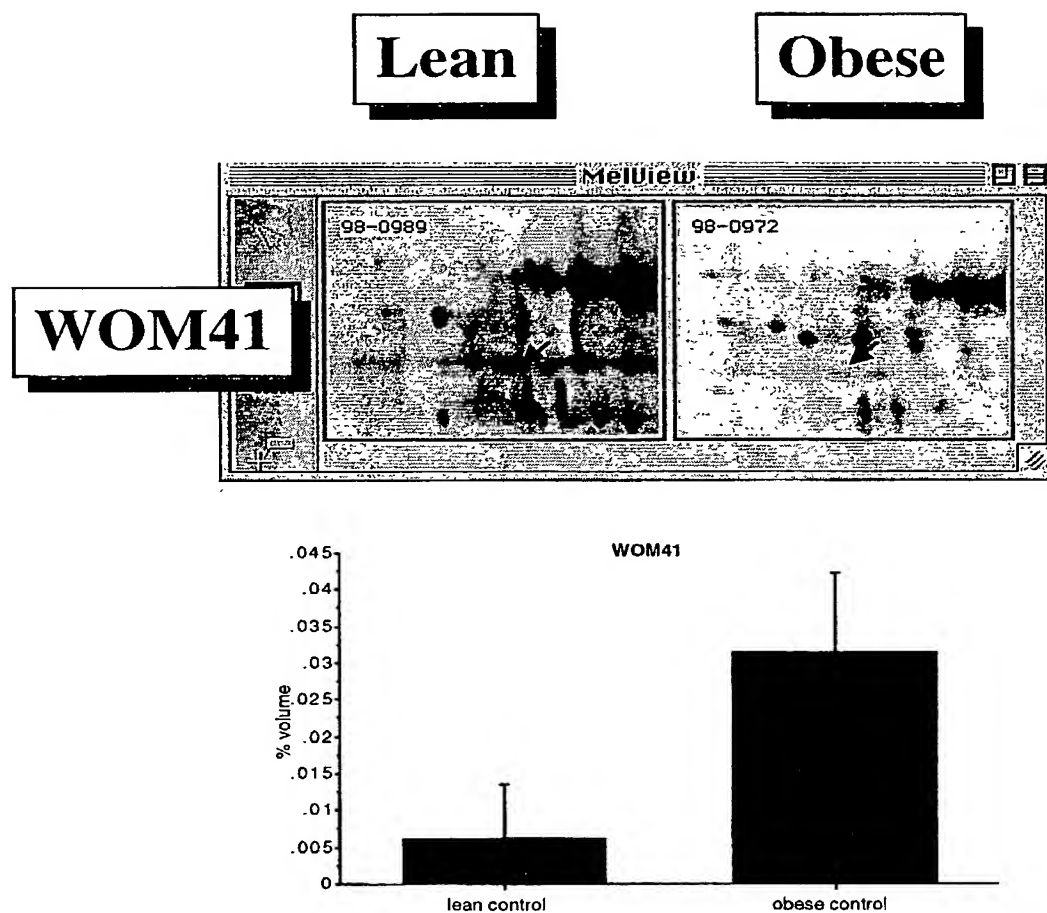 Lean
Obese
MelView
98-0989
98-0972
WOM41
WOM41
.045
.04
.035
.03
.025
.02
.015
.01
.005
0
% volume
lean control
obese control